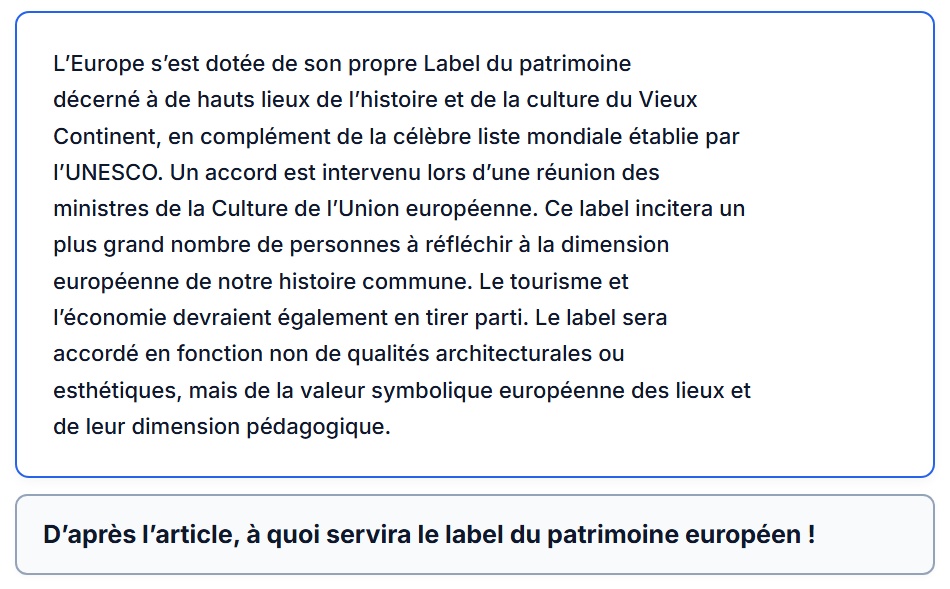 L’Europe s’est dotée de son propre Label du patrimoine
décerné à de hauts lieux de l’histoire et de la culture du Vieux
Continent, en complément de la célèbre liste mondiale établie par
l’UNESCO. Un accord est intervenu lors d’une réunion des
ministres de la Culture de l’Union européenne. Ce label incitera un
plus grand nombre de personnes à réfléchir à la dimension
européenne de notre histoire commune. Le tourisme et
l’économie devraient également en tirer parti. Le label sera
accordé en fonction non de qualités architecturales ou
esthétiques, mais de la valeur symbolique européenne des lieux et
de leur dimension pédagogique.
D’après l’article, à quoi servira le label du patrimoine européen !